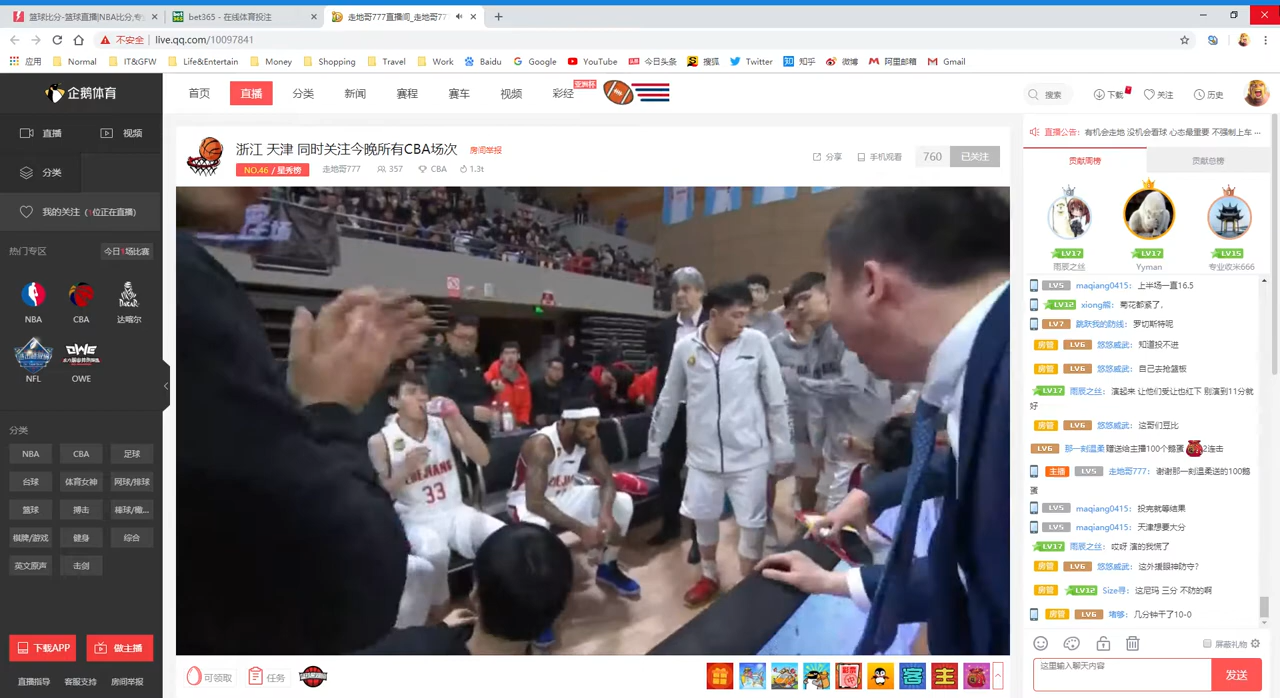 篮球比分-篮球直播|NBA比分,专
bet365 - 在线体育投注
走地哥777直播间_走地哥77
不安全 live.qq.com/10097841
应用 Normal IT&GFW Life&Entertain Money Shopping Travel Work Baidu Google YouTube 今日头条 搜狐 Twitter 知乎 微博 阿里邮箱 Gmail
企鹅体育 首页 直播 分类 新闻 赛程 赛车 视频 彩经 亚洲杯 搜索 下载 关注 历史
直播 视频
分类
我的关注 (1位正在直播)
热门专区 今日1场比赛
NBA CBA 达喀尔
NFL OWE
分类
NBA CBA 足球
台球 体育女神 网球/排球
篮球 搏击 棒球/橄...
棋牌/游戏 健身 综合
英文原声 击剑
下载APP 做主播
直播指导 客服支持 房间举报
浙江 天津 同时关注今晚所有CBA场次 房间举报
NO.46 / 星秀榜 走地哥777 357 CBA 1.3t
分享 手机观看 760 已关注
33
可领取 任务
客 主
直播公告: 有机会走地 没机会看球 心态最重要 不强制上车 ...
贡献周榜 贡献总榜
LV17 LV17 LV15
雨辰之丝 Yyman 专业收米666
LV5 maqiang0415: 上半场一直16.5
LV12 xiong熊: 菊花都紧了,
LV7 跳跃我的防线: 罗切斯特呢
房管 LV6 悠悠威武: 知道投不进
房管 LV6 悠悠威武: 自己去抢篮板
LV17 雨辰之丝: 演起来 让他们受让也红下 别演到11分就
好
房管 LV6 悠悠威武: 这哥们豆比
LV6 那一刻温柔 赠送给主播100个鹅蛋 2连击
主播 LV5 走地哥777: 谢谢那一刻温柔送的100鹅
蛋
LV5 maqiang0415: 投完就等结果
LV5 maqiang0415: 天津想要大分
LV17 雨辰之丝: 哎呀 演的我慌了
房管 LV6 悠悠威武: 这外援眼神防守?
房管 LV12 Size寻: 这尼玛 三分 不防的啊
房管 LV6 堵够: 几分钟干了10-0
屏蔽礼物
这里输入聊天内容
发送